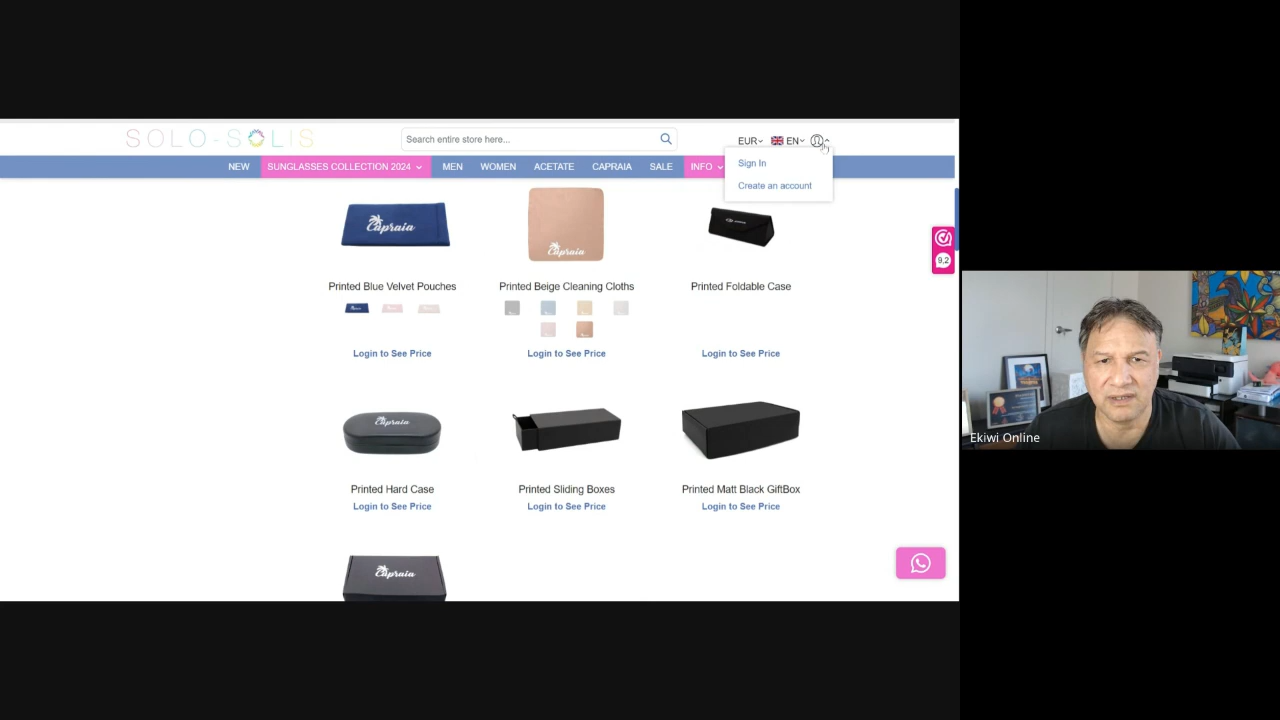 SOLO-SOLIS
Search entire store here...
EUR
EN
NEW
SUNGLASSES COLLECTION 2024
MEN
WOMEN
ACETATE
CAPRAIA
SALE
INFO
Sign In
Create an account
Capraia
Capraia
9,2
Printed Blue Velvet Pouches
Printed Beige Cleaning Cloths
Printed Foldable Case
Login to See Price
Login to See Price
Login to See Price
Capraia
Printed Hard Case
Printed Sliding Boxes
Printed Matt Black GiftBox
Login to See Price
Login to See Price
Login to See Price
Capraia
Ekiwi Online